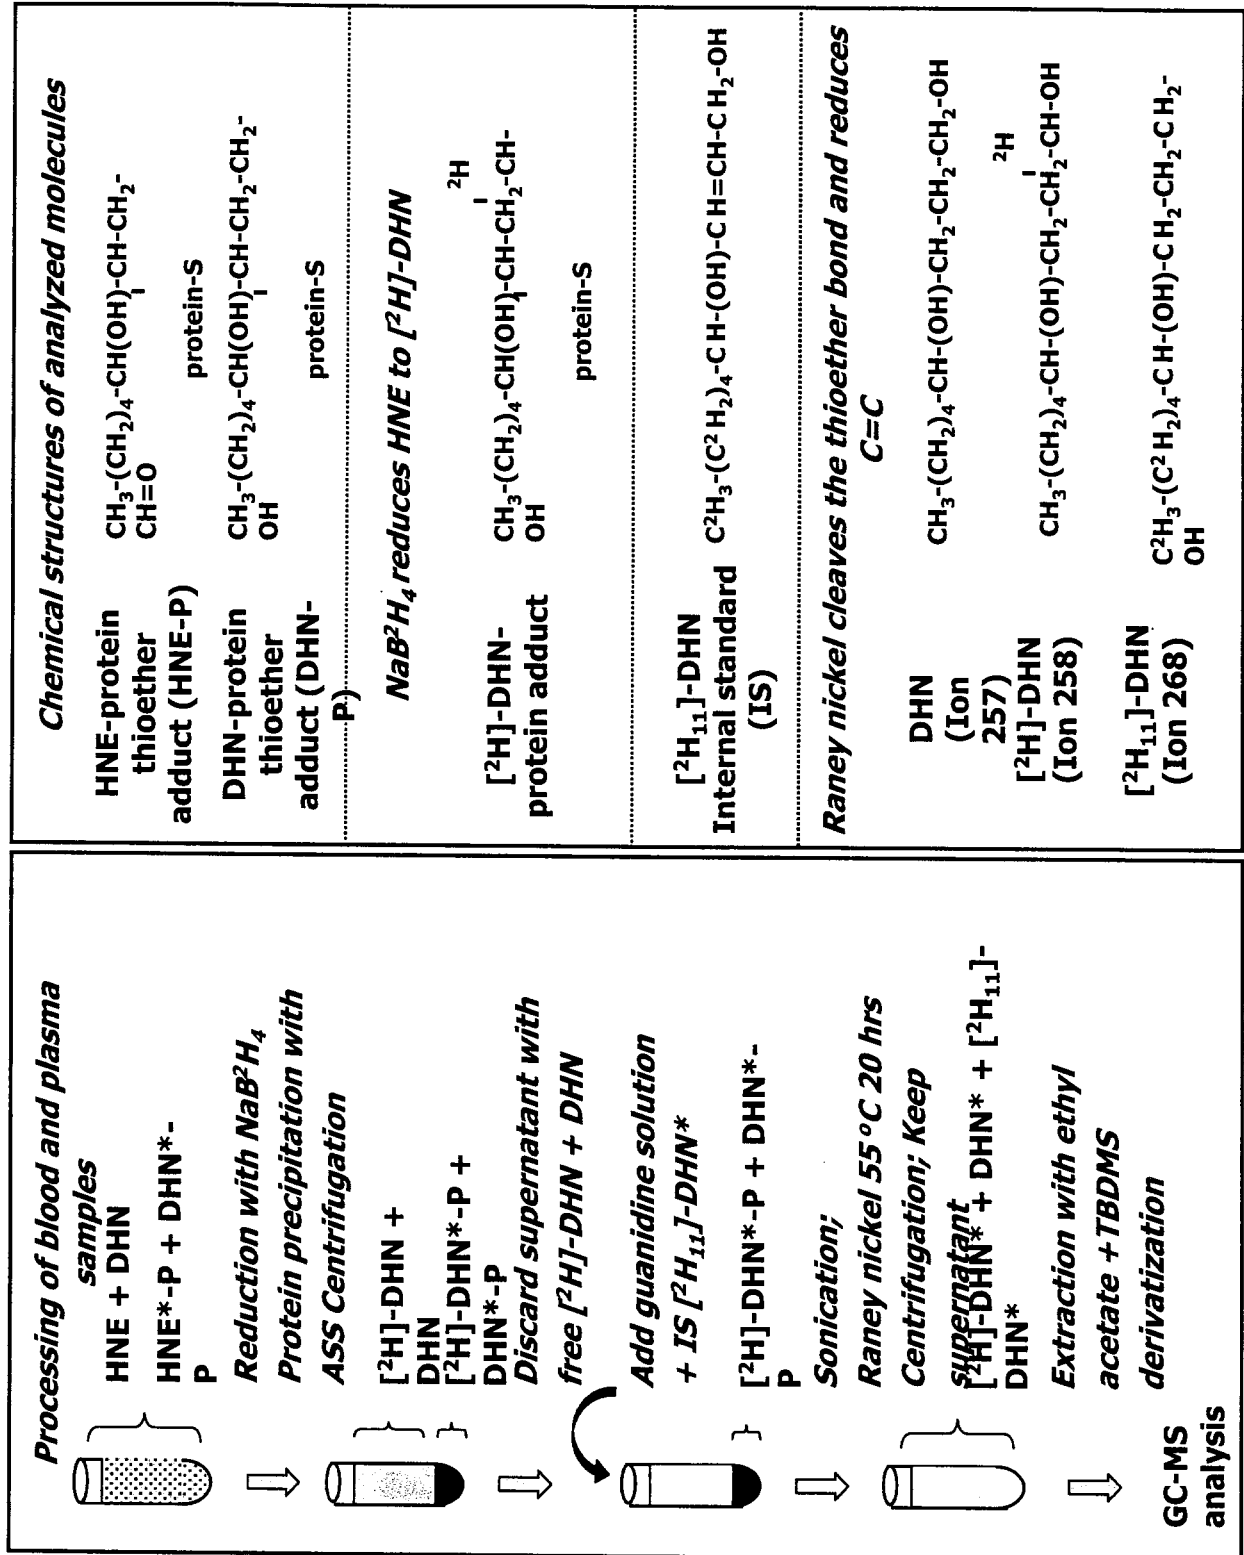 Processing of blood and plasma
samples
HNE + DHN
HNE*-P + DHN*-
P
Reduction with NaB²H₄
Protein precipitation with
ASS Centrifugation
[²H]-DHN +
DHN
[²H]-DHN*-P +
DHN*-P
Discard supernatant with
free [²H]-DHN + DHN
Add guanidine solution
+ IS [²H₁₁]-DHN*
[²H]-DHN*-P + DHN*-
P
Sonication;
Raney nickel 55°C 20 hrs
Centrifugation; Keep
supernatant
[²H]-DHN* + DHN* + [²H₁₁]-
DHN*
Extraction with ethyl
acetate +TBDMS
derivatization
GC-MS
analysis
Chemical structures of analyzed molecules
HNE-protein
thioether
adduct (HNE-P)
CH₃-(CH₂)₄-CH(OH)-CH-CH₂-
CH=O
protein-S
DHN-protein
thioether
adduct (DHN-
P)
CH₃-(CH₂)₄-CH(OH)-CH-CH₂-CH₂-
OH
protein-S
NaB²H₄ reduces HNE to [²H]-DHN
[²H]-DHN-
protein adduct
²H
CH₃-(CH₂)₄-CH(OH)-CH-CH₂-CH-
OH
protein-S
[²H₁₁]-DHN
Internal standard
(IS)
C²H₃-(C²H₂)₄-CH-(OH)-CH=CH-CH₂-OH
Raney nickel cleaves the thioether bond and reduces
C=C
DHN
(Ion
257)
CH₃-(CH₂)₄-CH-(OH)-CH₂-CH₂-CH₂-OH
[²H]-DHN
(Ion 258)
²H
CH₃-(CH₂)₄-CH-(OH)-CH₂-CH₂-CH-OH
[²H₁₁]-DHN
(Ion 268)
C²H₃-(C²H₂)₄-CH-(OH)-CH₂-CH₂-CH₂-
OH